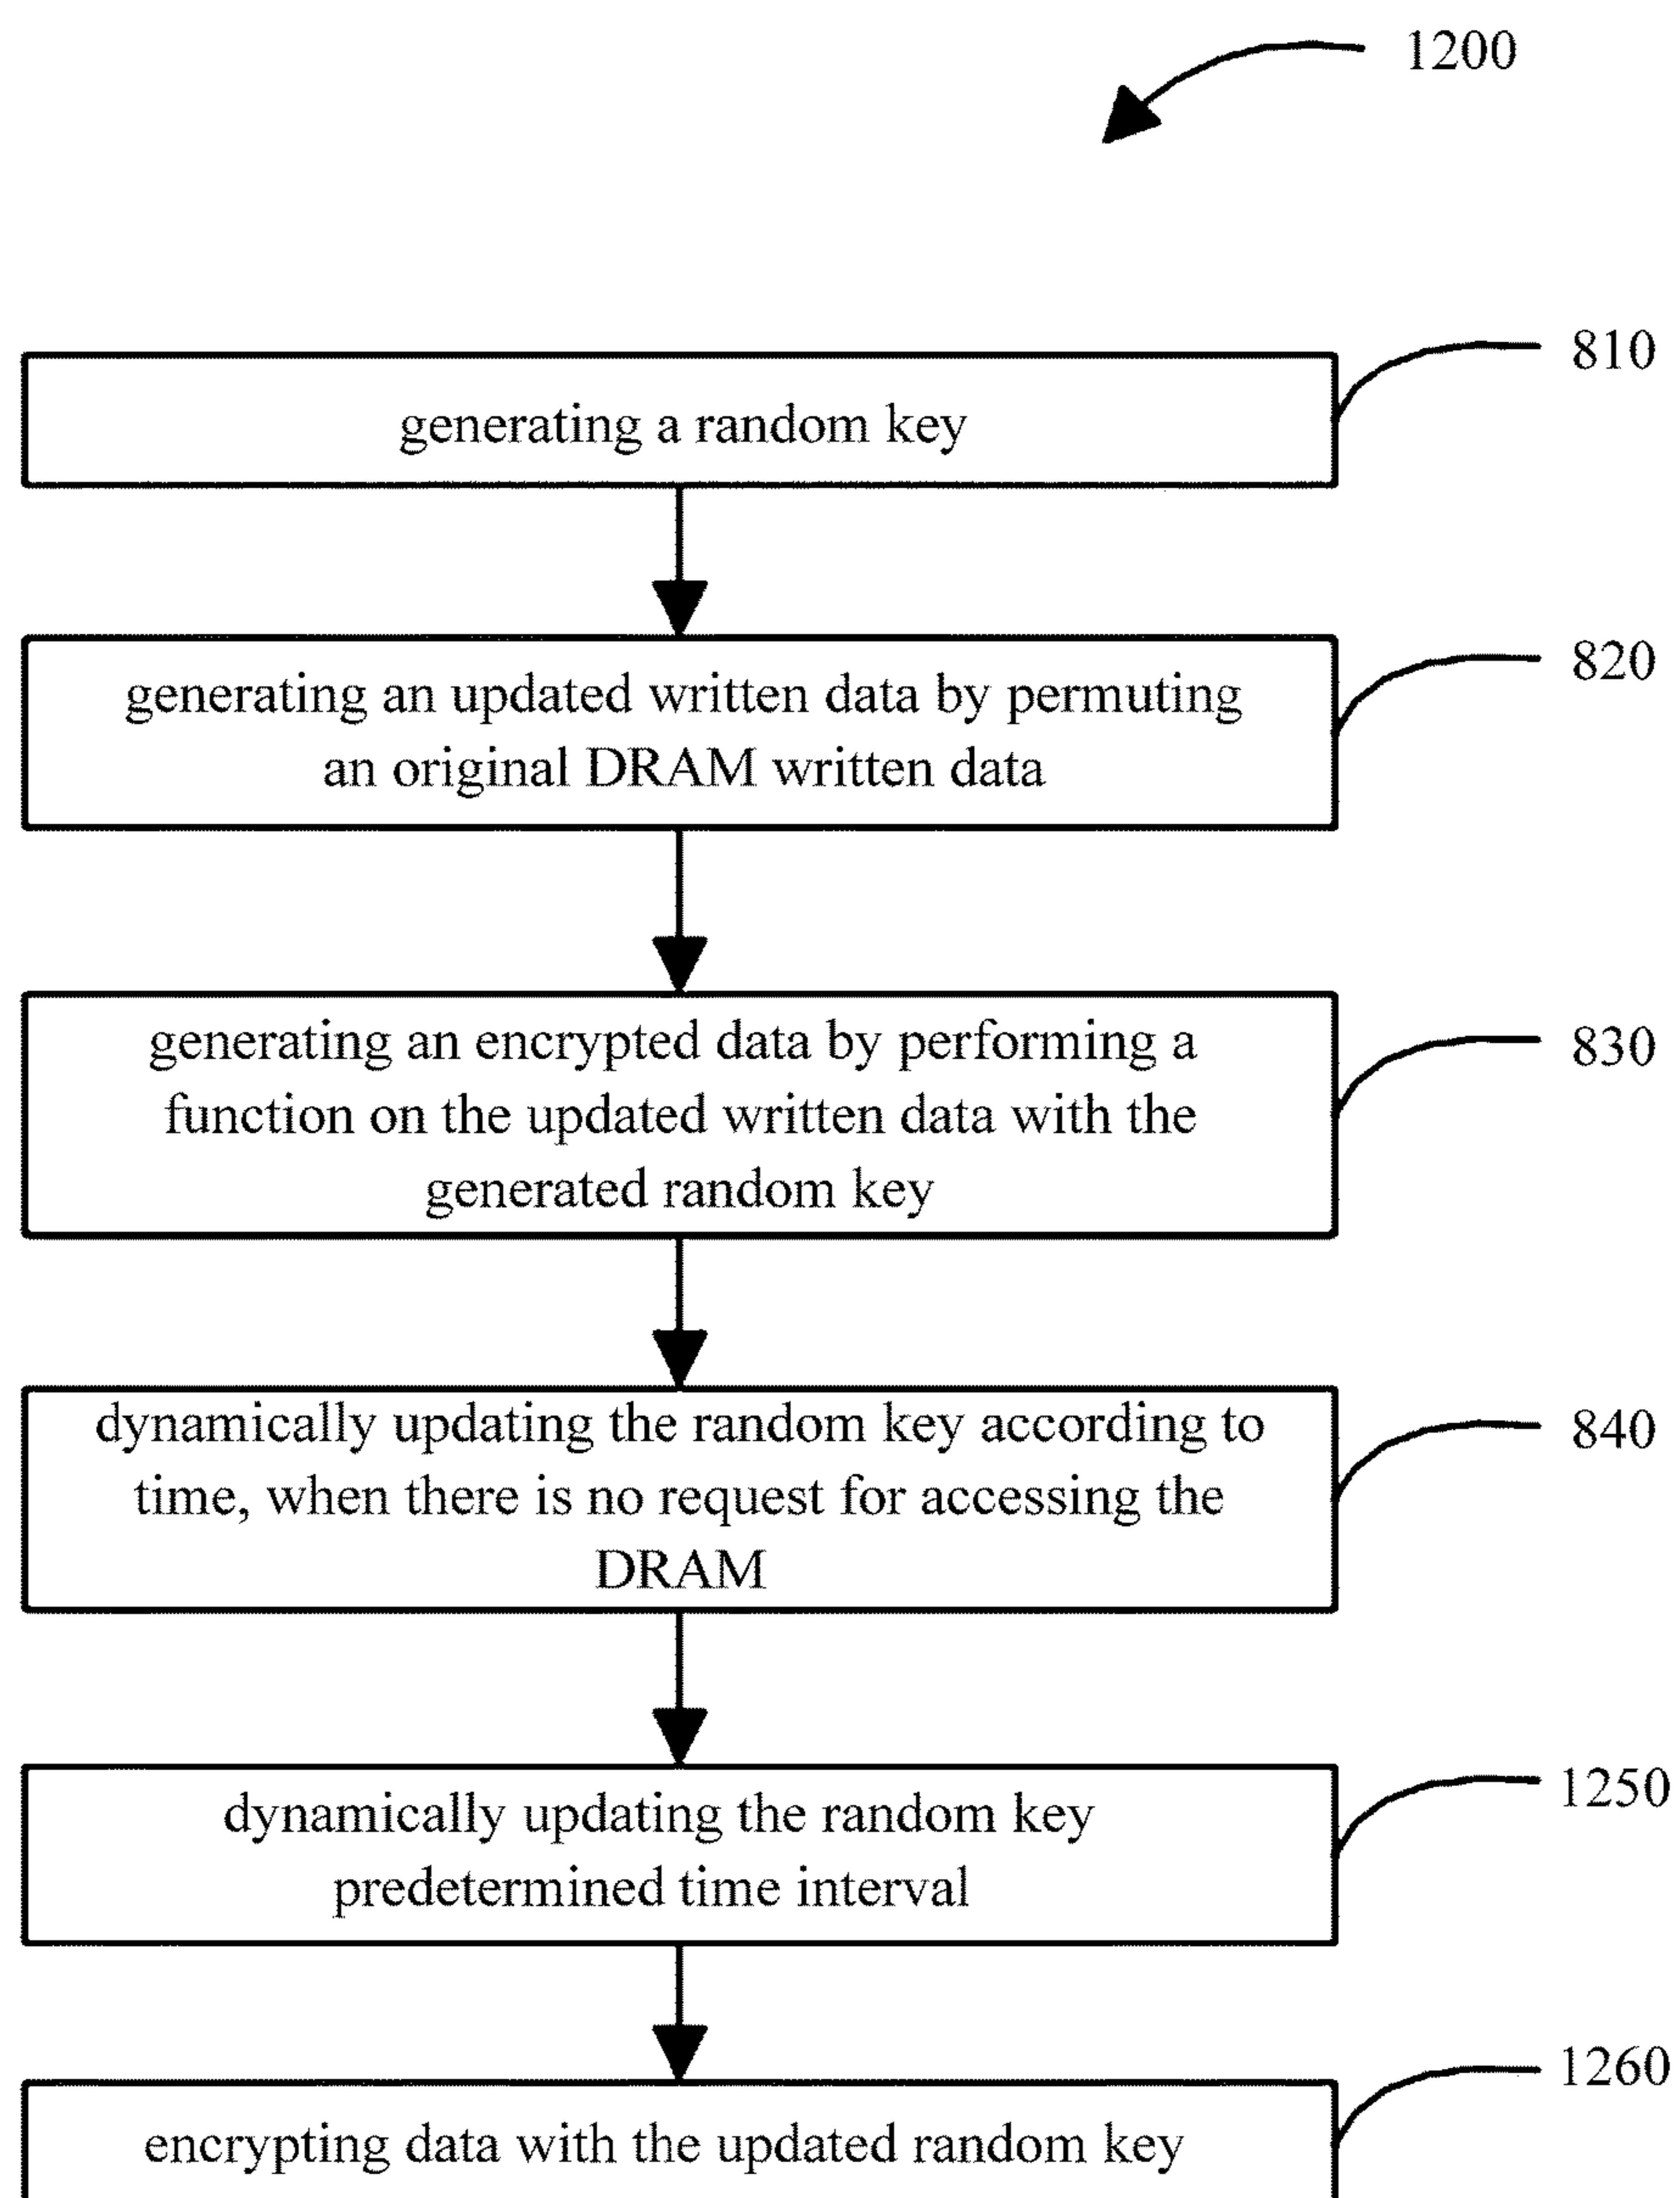 1200
810
generating a random key
820
generating an updated written data by permuting
an original DRAM written data
830
generating an encrypted data by performing a
function on the updated written data with the
generated random key
840
dynamically updating the random key according to
time, when there is no request for accessing the
DRAM
1250
dynamically updating the random key
predetermined time interval
1260
encrypting data with the updated random key